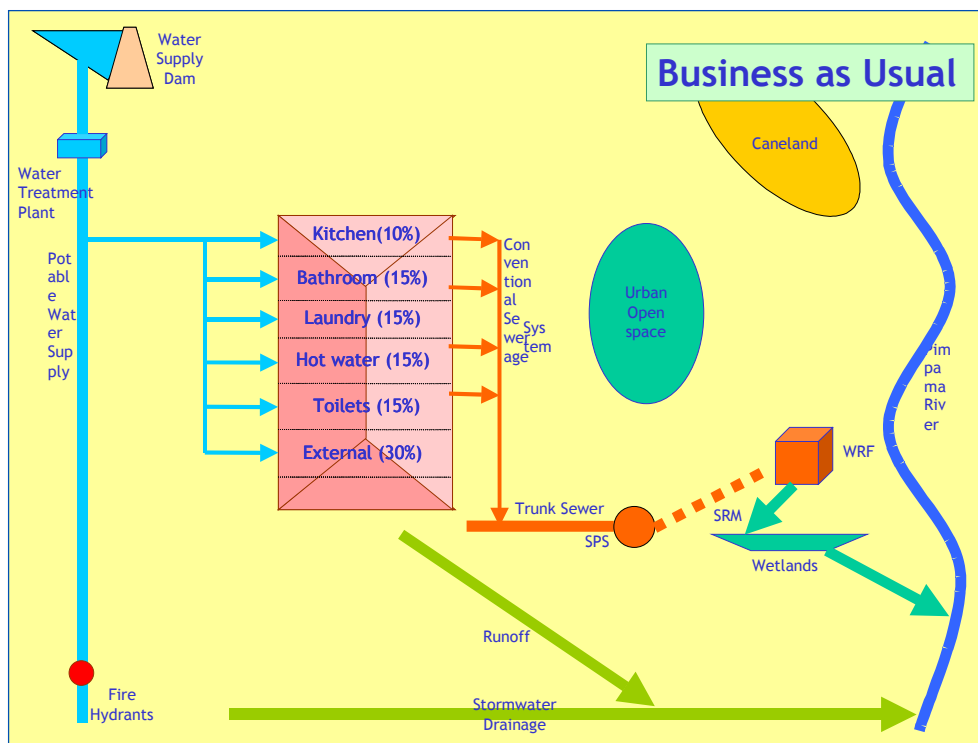 Water
Supply
Dam
Business as Usual
Caneland
Water
Treatment
Plant
Pot
abl
e
Wat
er
Sup
ply
Kitchen(10%)
Bathroom (15%)
Laundry (15%)
Hot water (15%)
Toilets (15%)
External (30%)
Con
ven
tion
al
Se
wer
age
Sys
tem
Urban
Open
space
Pim
pa
ma
Riv
er
WRF
Trunk Sewer
SPS
SRM
Wetlands
Runoff
Fire
Hydrants
Stormwater
Drainage